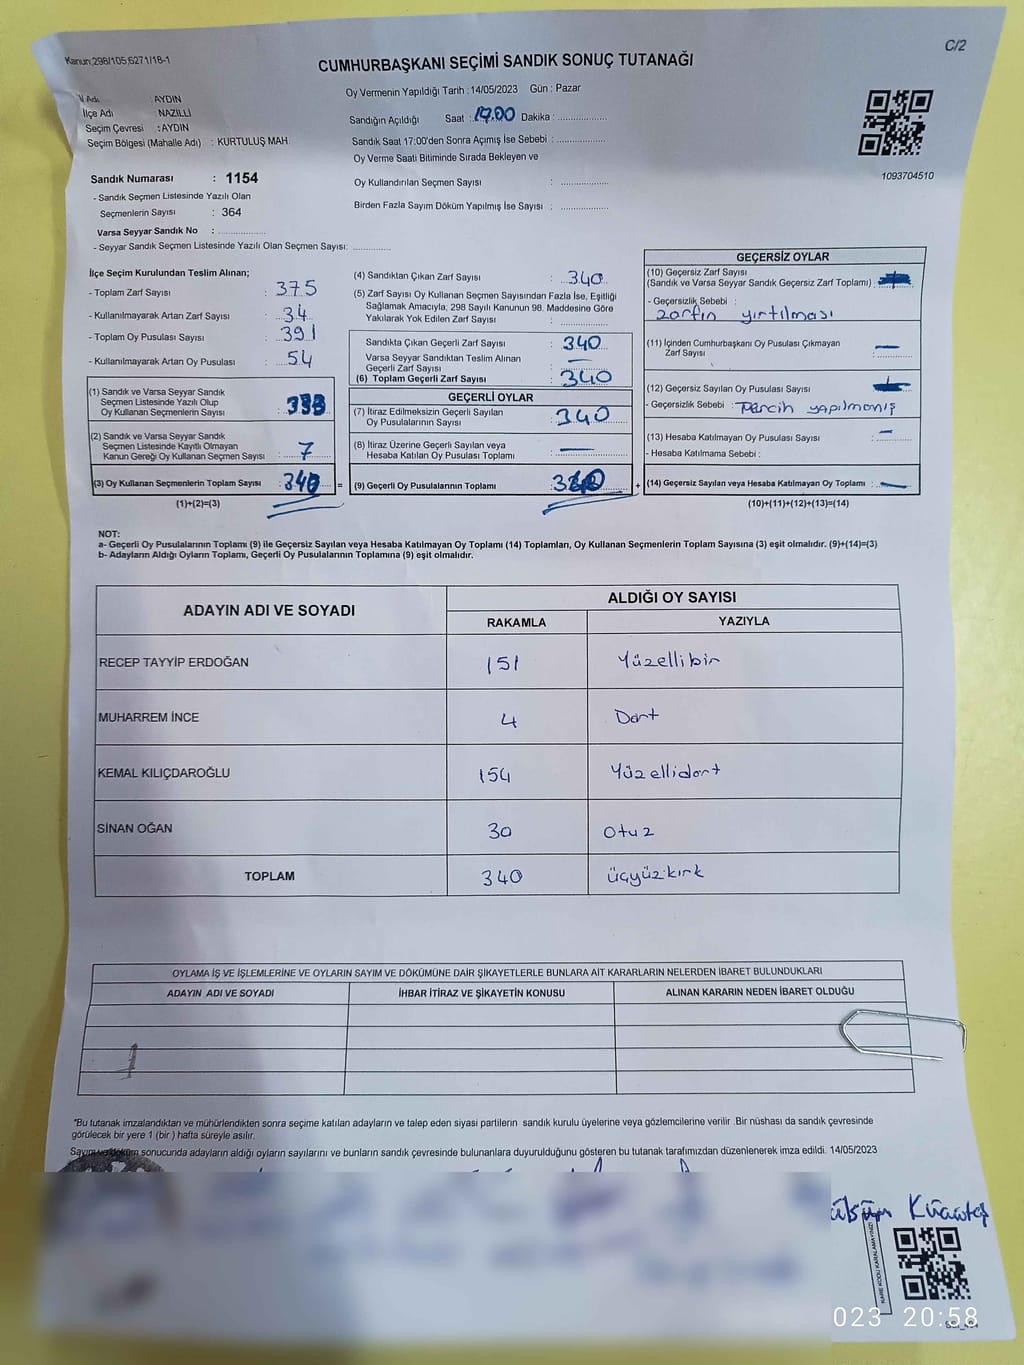 Kanun:298/105,6271/18-1
C/2
CUMHURBAŞKANI SEÇİMİ SANDIK SONUÇ TUTANAĞI
Oy Vermenin Yapıldığı Tarih :14/05/2023 Gün : Pazar
İl Adı : AYDIN
İlçe Adı : NAZİLLİ
Seçim Çevresi : AYDIN
Seçim Bölgesi (Mahalle Adı) : KURTULUŞ MAH.
Sandık Numarası : 1154
- Sandık Seçmen Listesinde Yazılı Olan
Seçmenlerin Sayısı : 364
Varsa Seyyar Sandık No : ..................
- Seyyar Sandık Seçmen Listesinde Yazılı Olan Seçmen Sayısı: ..............
Sandığın Açıldığı Saat : 17.00 Dakika : ..................
Sandık Saat 17:00'den Sonra Açımış İse Sebebi : ..................
Oy Verme Saati Bitiminde Sırada Bekleyen ve
Oy Kullandırılan Seçmen Sayısı : ..................
Birden Fazla Sayım Döküm Yapılmış İse Sayısı : ..................
1093704510
İlçe Seçim Kurulundan Teslim Alınan;
- Toplam Zarf Sayısı : 375
- Kullanılmayarak Artan Zarf Sayısı : 34
- Toplam Oy Pusulası Sayısı : 391
- Kullanılmayarak Artan Oy Pusulası : 54
(1) Sandık ve Varsa Seyyar Sandık
Seçmen Listesinde Yazılı Olup
Oy Kullanan Seçmenlerin Sayısı : 333
(2) Sandık ve Varsa Seyyar Sandık
Seçmen Listesinde Kayıtlı Olmayan
Kanun Gereği Oy Kullanan Seçmen Sayısı : 7
(3) Oy Kullanan Seçmenlerin Toplam Sayısı : 340 =
(1)+(2)=(3)
(4) Sandıktan Çıkan Zarf Sayısı : 340
(5) Zarf Sayısı Oy Kullanan Seçmen Sayısından Fazla İse, Eşitliği
Sağlamak Amacıyla, 298 Sayılı Kanunun 98. Maddesine Göre
Yakılarak Yok Edilen Zarf Sayısı : ..................
Sandıkta Çıkan Geçerli Zarf Sayısı : 340
Varsa Seyyar Sandıktan Teslim Alınan
Geçerli Zarf Sayısı : —
(6) Toplam Geçerli Zarf Sayısı : 340
GEÇERLİ OYLAR
(7) İtiraz Edilmeksizin Geçerli Sayılan
Oy Pusulalarının Sayısı : 340
(8) İtiraz Üzerine Geçerli Sayılan veya
Hesaba Katılan Oy Pusulası Toplamı : —
(9) Geçerli Oy Pusulalarının Toplamı : +
GEÇERSİZ OYLAR
(10) Geçersiz Zarf Sayısı
(Sandık ve Varsa Seyyar Sandık Geçersiz Zarf Toplamı) :
- Geçersizlik Sebebi :
zarfın yırtılması
(11) İçinden Cumhurbaşkanı Oy Pusulası Çıkmayan
Zarf Sayısı : —
(12) Geçersiz Sayılan Oy Pusulası Sayısı :
- Geçersizlik Sebebi : Tercih yapılmamış
(13) Hesaba Katılmayan Oy Pusulası Sayısı : —
- Hesaba Katılmama Sebebi :
(14) Geçersiz Sayılan veya Hesaba Katılmayan Oy Toplamı : —
(10)+(11)+(12)+(13)=(14)
NOT:
a- Geçerli Oy Pusulalarının Toplamı (9) ile Geçersiz Sayılan veya Hesaba Katılmayan Oy Toplamı (14) Toplamları, Oy Kullanan Seçmenlerin Toplam Sayısına (3) eşit olmalıdır. (9)+(14)=(3)
b- Adayların Aldığı Oyların Toplamı, Geçerli Oy Pusulalarının Toplamına (9) eşit olmalıdır.
ADAYIN ADI VE SOYADI ALDIĞI OY SAYISI
RAKAMLA YAZIYLA
RECEP TAYYİP ERDOĞAN 151 Yüzellibir
MUHARREM İNCE 4 Dört
KEMAL KILIÇDAROĞLU 154 Yüzellidört
SİNAN OĞAN 30 Otuz
TOPLAM 340 üçyüzkırk
OYLAMA İŞ VE İŞLEMLERİNE VE OYLARIN SAYIM VE DÖKÜMÜNE DAİR ŞİKAYETLERLE BUNLARA AİT KARARLARIN NELERDEN İBARET BULUNDUKLARI
ADAYIN ADI VE SOYADI İHBAR İTİRAZ VE ŞİKAYETİN KONUSU ALINAN KARARIN NEDEN İBARET OLDUĞU
*Bu tutanak imzalandıktan ve mühürlendikten sonra seçime katılan adayların ve talep eden siyasi partilerin sandık kurulu üyelerine veya gözlemcilerine verilir. Bir nüshası da sandık çevresinde
görülecek bir yere 1 (bir ) hafta süreyle asılır.
Sayım ve döküm sonucunda adayların aldığı oyların sayılarını ve bunların sandık çevresinde bulunanlara duyurulduğunu gösteren bu tutanak tarafımızdan düzenlenerek imza edildi. 14/05/2023
KARE KODU KARALAMAYINIZ!
023 20:58